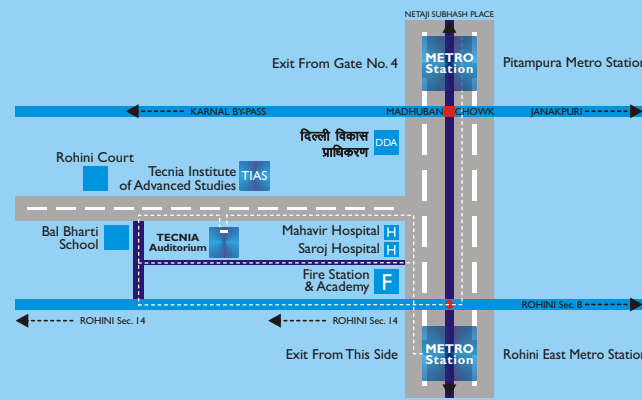 NETAJI SUBHASH PLACE
Exit From Gate No. 4
METRO
Station
Pitampura Metro Station
KARNAL BY-PASS
MADHUBAN CHOWK
JANAKPURI
दिल्ली विकास
प्राधिकरण
DDA
Rohini Court
Tecnia Institute
of Advanced Studies
TIAS
Bal Bharti
School
TECNIA
Auditorium
Mahavir Hospital H
Saroj Hospital H
Fire Station
& Academy
F
ROHINI Sec. 8
ROHINI Sec. 14
ROHINI Sec. 14
Exit From This Side
METRO
Station
Rohini East Metro Station